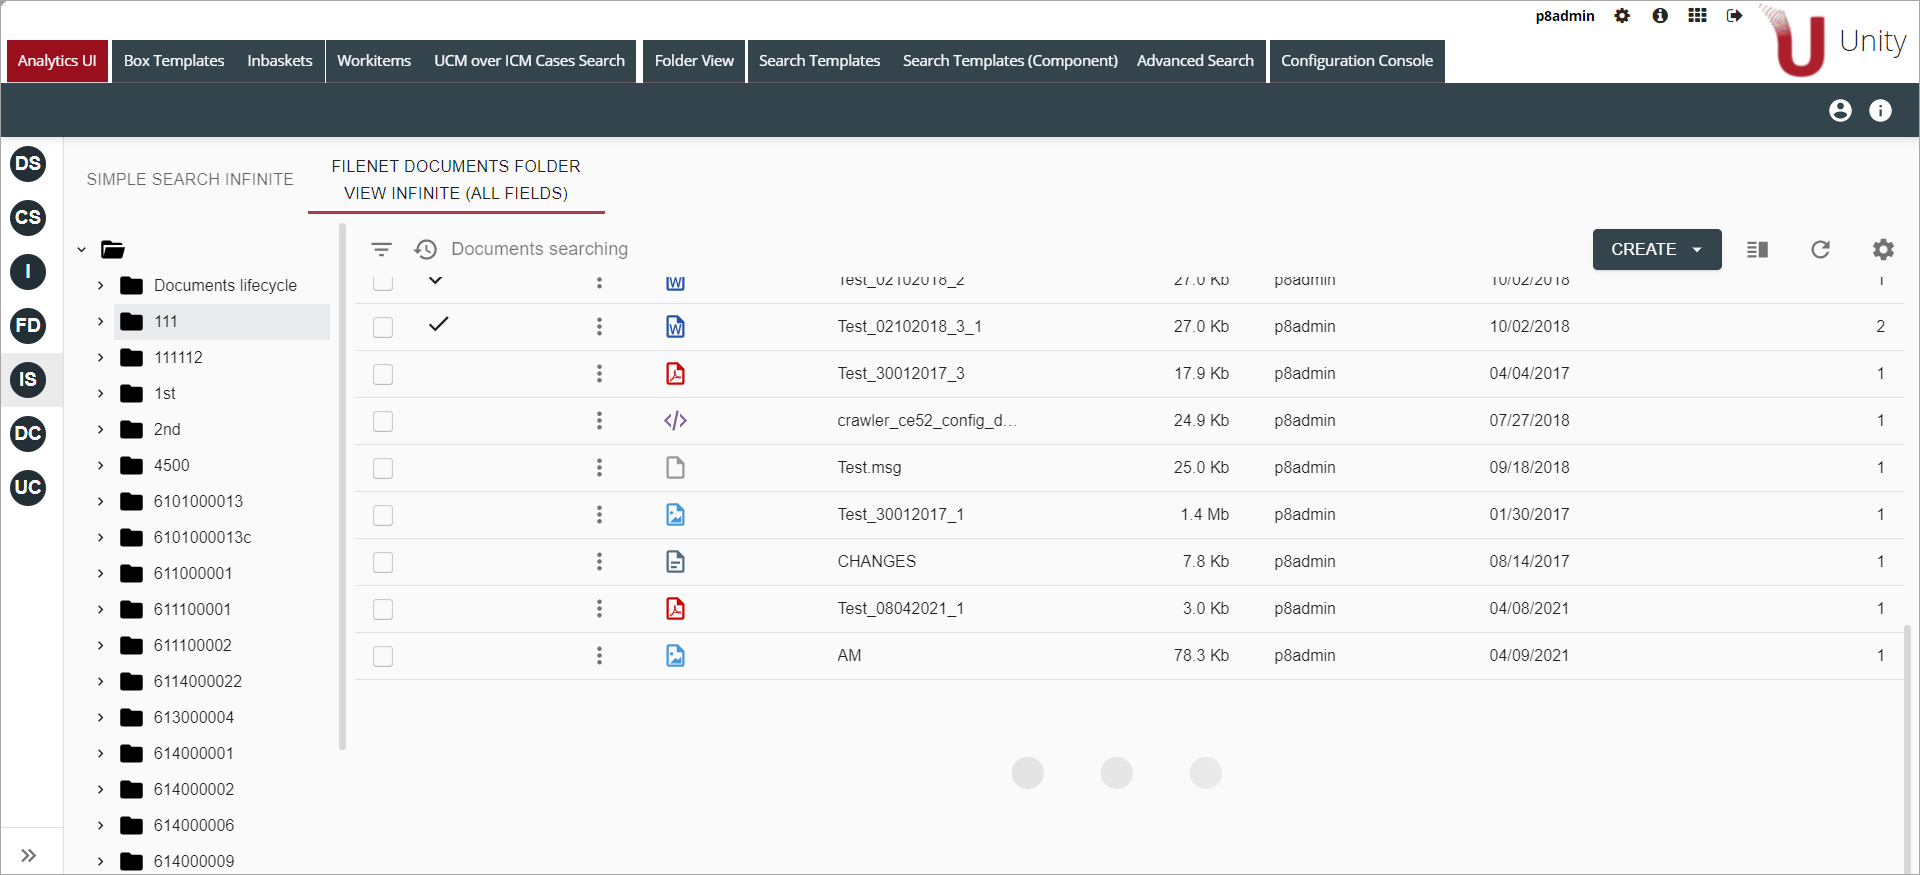 p8admin
Unity
Analytics UI Box Templates Inbaskets Workitems UCM over ICM Cases Search Folder View Search Templates Search Templates (Component) Advanced Search Configuration Console
DS
CS
I
FD
IS
DC
UC
SIMPLE SEARCH INFINITE
FILENET DOCUMENTS FOLDER
VIEW INFINITE (ALL FIELDS)
Documents lifecycle
111
111112
1st
2nd
4500
6101000013
6101000013c
611000001
611100001
611100002
6114000022
613000004
614000001
614000002
614000006
614000009
Documents searching
CREATE
Test_02102018_2 27.0 Kb p8admin 10/02/2018 1
Test_02102018_3_1 27.0 Kb p8admin 10/02/2018 2
Test_30012017_3 17.9 Kb p8admin 04/04/2017 1
crawler_ce52_config_d... 24.9 Kb p8admin 07/27/2018 1
Test.msg 25.0 Kb p8admin 09/18/2018 1
Test_30012017_1 1.4 Mb p8admin 01/30/2017 1
CHANGES 7.8 Kb p8admin 08/14/2017 1
Test_08042021_1 3.0 Kb p8admin 04/08/2021 1
AM 78.3 Kb p8admin 04/09/2021 1